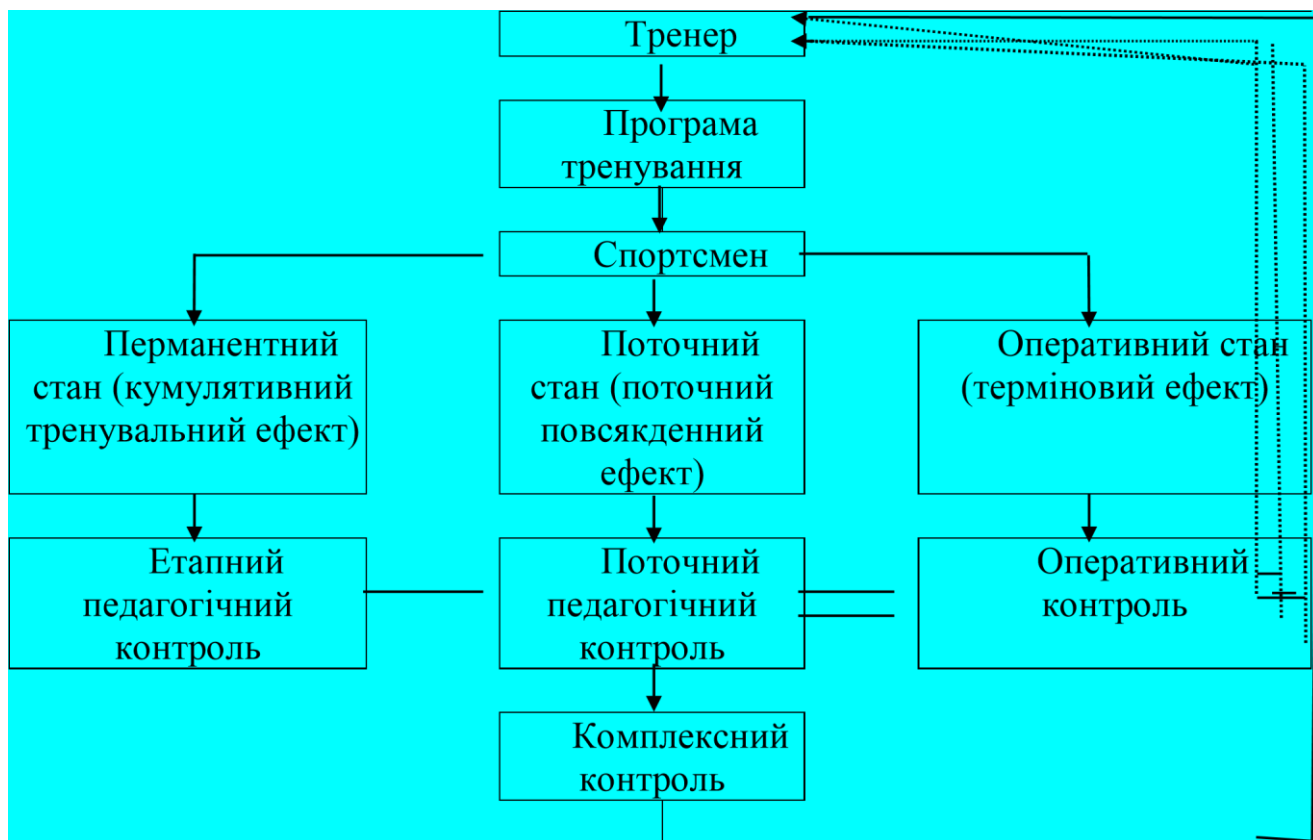 Тренер
Програма
тренування
Спортсмен
Перманентний
стан (кумулятивний
тренувальний ефект)
Поточний
стан (поточний
повсякденний
ефект)
Оперативний стан
(терміновий ефект)
Етапний
педагогічний
контроль
Поточний
педагогічний
контроль
Оперативний
контроль
Комплексний
контроль